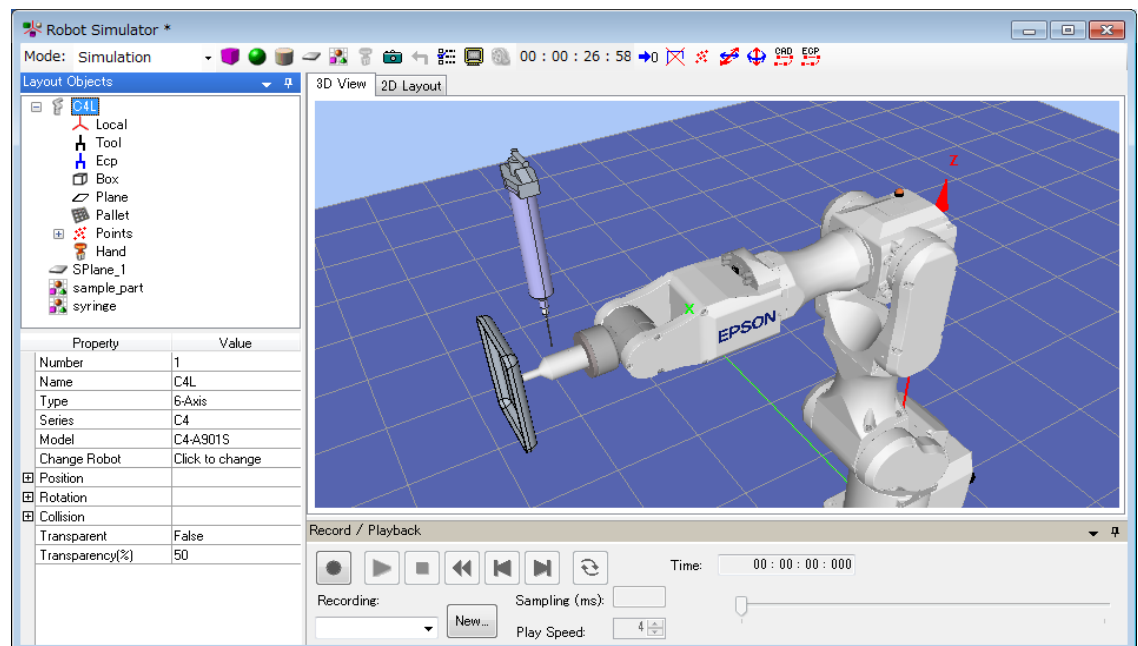 Robot Simulator *
Mode: Simulation 00 : 00 : 26 : 58 0 CAD ECP
Layout Objects
C4L
Local
Tool
Ecp
Box
Plane
Pallet
Points
Hand
SPlane_1
sample_part
syringe
Property Value
Number 1
Name C4L
Type 6-Axis
Series C4
Model C4-A901S
Change Robot Click to change
Position
Rotation
Collision
Transparent False
Transparency(%) 50
3D View 2D Layout
Z
X
EPSON
Record / Playback
Time: 00 : 00 : 00 : 000
Recording: Sampling (ms):
New... Play Speed: 4